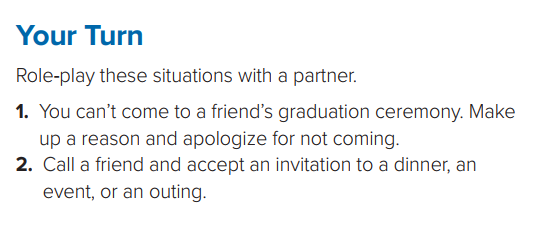 Your Turn
Role-play these situations with a partner.
1. You can’t come to a friend’s graduation ceremony. Make
up a reason and apologize for not coming.
2. Call a friend and accept an invitation to a dinner, an
event, or an outing.